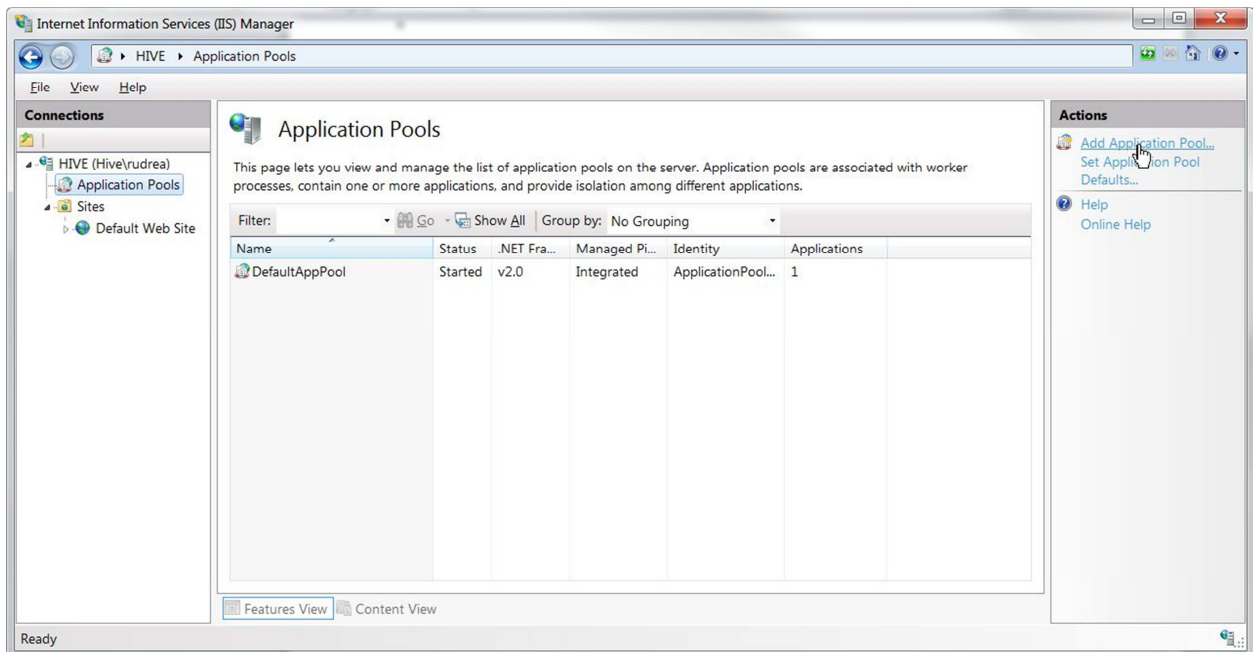 Internet Information Services (IIS) Manager
HIVE Application Pools
File View Help
Connections
HIVE (Hive\rudrea)
Application Pools
Sites
Default Web Site
Application Pools
This page lets you view and manage the list of application pools on the server. Application pools are associated with worker
processes, contain one or more applications, and provide isolation among different applications.
Filter: Go Show All Group by: No Grouping
Name Status .NET Fra... Managed Pi... Identity Applications
DefaultAppPool Started v2.0 Integrated ApplicationPool... 1
Features View Content View
Actions
Add Application Pool...
Set Application Pool
Defaults...
Help
Online Help
Ready